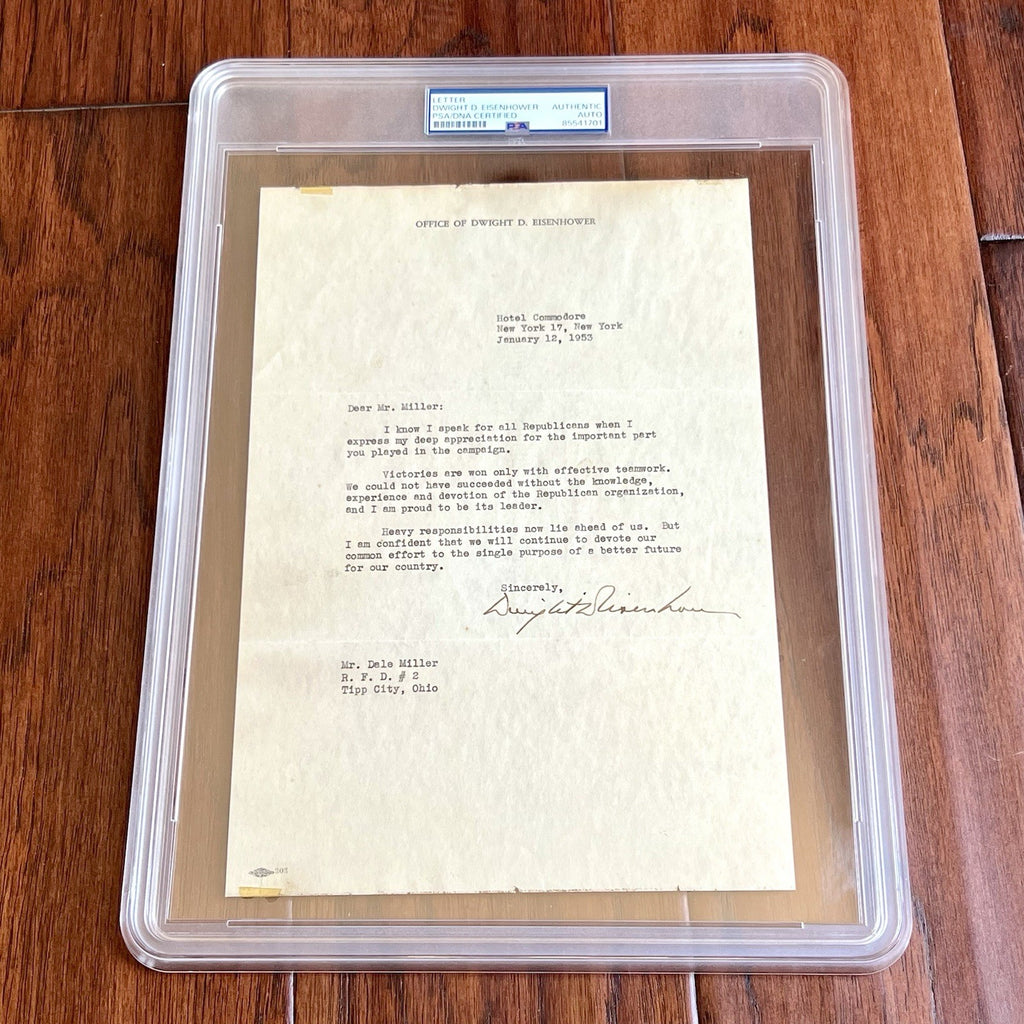 LETTER
DWIGHT D. EISENHOWER AUTHENTIC
PSA/DNA CERTIFIED AUTO
PSA 85541701
OFFICE OF DWIGHT D. EISENHOWER
Hotel Commodore
New York 17, New York
January 12, 1953
Dear Mr. Miller:
I know I speak for all Republicans when I
express my deep appreciation for the important part
you played in the campaign.
Victories are won only with effective teamwork.
We could not have succeeded without the knowledge,
experience and devotion of the Republican organization,
and I am proud to be its leader.
Heavy responsibilities now lie ahead of us. But
I am confident that we will continue to devote our
common effort to the single purpose of a better future
for our country.
Sincerely,
Dwight D Eisenhower
Mr. Dale Miller
R. F. D. # 2
Tipp City, Ohio
303